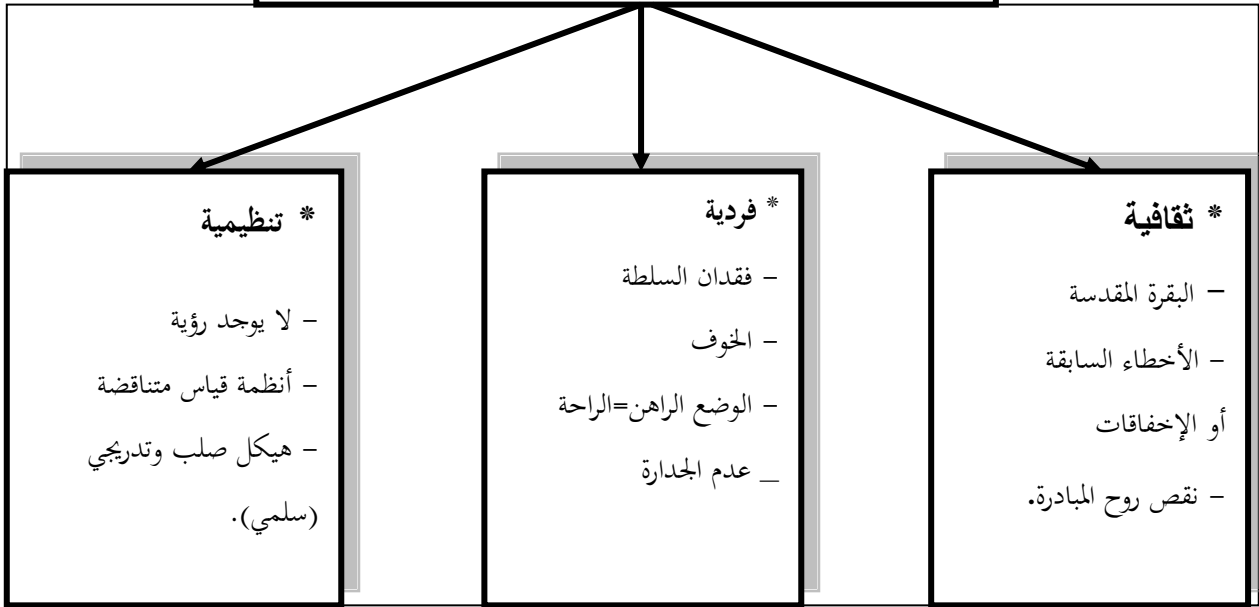 * ثقافية
– البقرة المقدسة
– الأخطاء السابقة
أو الإخفاقات
– نقص روح المبادرة.
* فردية
– فقدان السلطة
– الخوف
– الوضع الراهن=الراحة
_ عدم الجدارة
* تنظيمية
– لا يوجد رؤية
– أنظمة قياس متناقضة
– هيكل صلب وتدريجي
(سلمي).